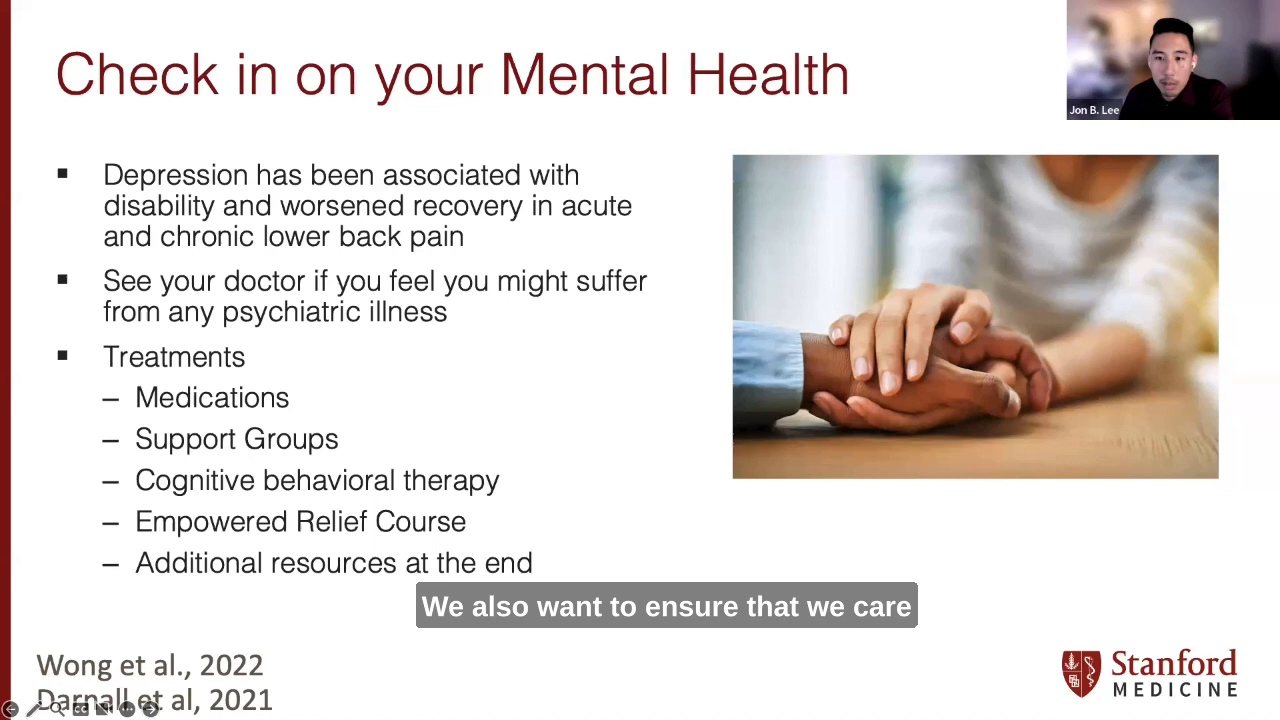 Check in on your Mental Health
Jon B. Lee
▪ Depression has been associated with
disability and worsened recovery in acute
and chronic lower back pain
▪ See your doctor if you feel you might suffer
from any psychiatric illness
▪ Treatments
– Medications
– Support Groups
– Cognitive behavioral therapy
– Empowered Relief Course
– Additional resources at the end
We also want to ensure that we care
Wong et al., 2022
Darnall et al, 2021
Stanford
MEDICINE